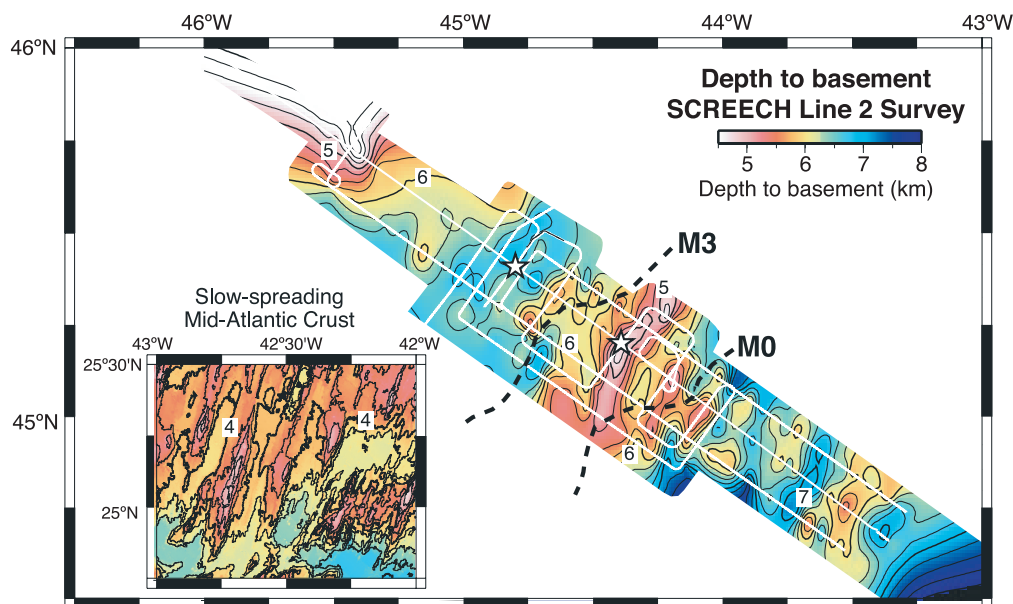 46°W
45°W
44°W
43°W
46°N
Depth to basement
SCREECH Line 2 Survey
5
6
7
8
Depth to basement (km)
5
6
M3
5
Slow-spreading
Mid-Atlantic Crust
6
M0
43°W
42°30'W
42°W
25°30'N
4
4
45°N
6
7
25°N